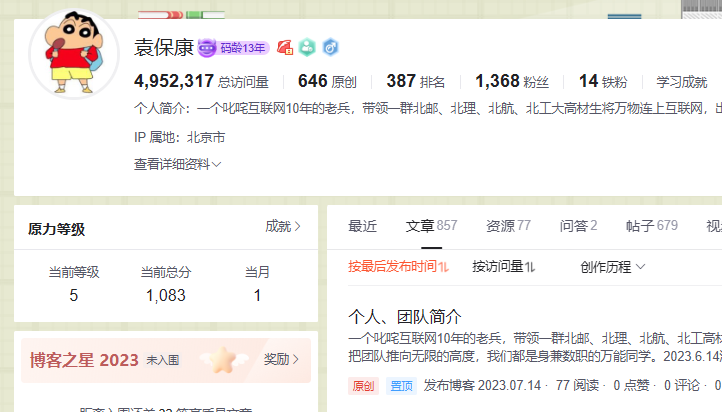 袁保康 码龄13年
4,952,317 总访问量 646 原创 387 排名 1,368 粉丝 14 铁粉 学习成就
个人简介：一个叱咤互联网10年的老兵，带领一群北邮、北理、北航、北工大高材生将万物连上互联网，出
IP 属地：北京市
查看详细资料
原力等级 成就
当前等级 当前总分 当月
5 1,083 1
博客之星 2023 未入围 奖励
最近 文章857 资源77 问答2 帖子679 视
按最后发布时间 按访问量 创作历程
个人、团队简介
一个叱咤互联网10年的老兵，带领一群北邮、北理、北航、北工高材
把团队推向无限的高度，我们都是身兼数职的万能同学。2023.6.14
原创 置顶 发布博客 2023.07.14 · 77 阅读 · 0 点赞 · 0 评论 · 0